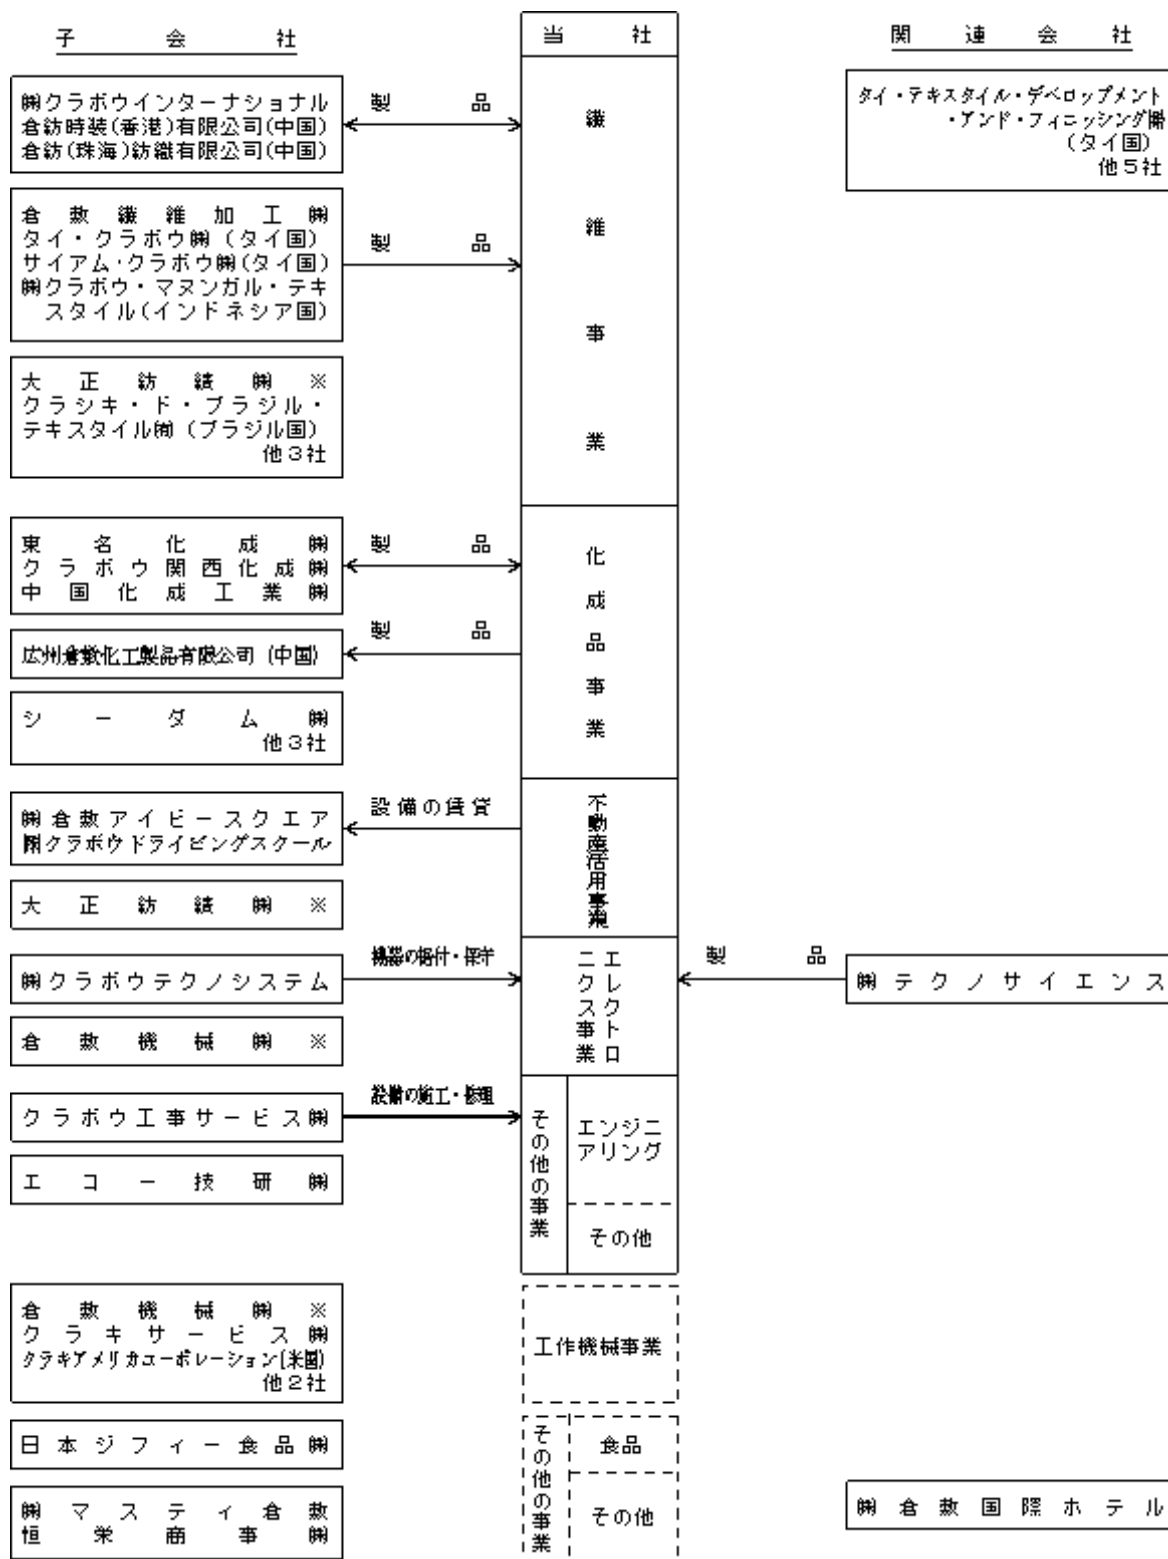 子会社
当社
関連会社
㈱クラボウインターナショナル
倉紡時装(香港)有限公司(中国)
倉紡(珠海)紡織有限公司(中国)
製品
繊維事業
タイ・テキスタイル・デベロップメント
・アンド・フィニッシング㈱
(タイ国)
他5社
倉敷繊維加工㈱
タイ・クラボウ㈱(タイ国)
サイアム・クラボウ㈱(タイ国)
㈱クラボウ・マヌンガル・テキ
スタイル(インドネシア国)
製品
大正紡績㈱ ※
クラシキ・ド・ブラジル・
テキスタイル㈲(ブラジル国)
他3社
東名化成㈱
クラボウ関西化成㈱
中国化成工業㈱
製品
化成品事業
広州倉敷化工製品有限公司(中国)
製品
シーダム㈱
他3社
㈱倉敷アイビースクエア
㈱クラボウドライビングスクール
設備の賃貸
不動産活用事業
大正紡績㈱ ※
㈱クラボウテクノシステム
機器の据付・保守
エレクトロ
ニクス事業
製品
㈱テクノサイエンス
倉敷機械㈱ ※
クラボウ工事サービス㈱
設備の施工・修理
その他の事業
エンジニ
アリング
エコー技研㈱
その他
倉敷機械㈱ ※
クラキサービス㈱
クラキアメリカコーポレーション(米国)
他2社
工作機械事業
日本ジフィー食品㈱
その他の事業
食品
㈱マスティ倉敷
恒栄商事㈱
その他
㈱倉敷国際ホテル